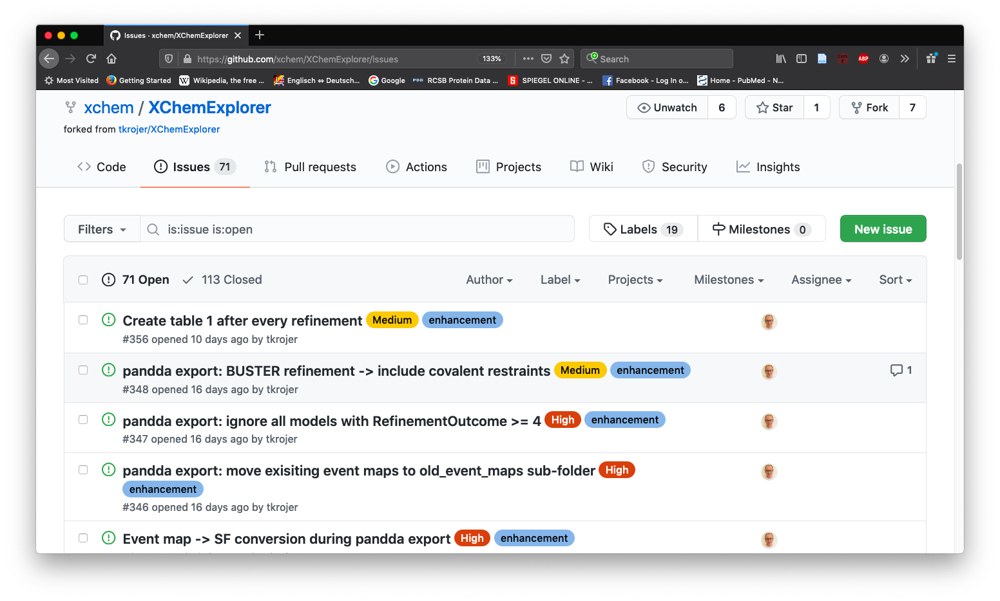 Issues · xchem/XChemExplorer
https://github.com/xchem/XChemExplorer/issues 133% Search ABP
Most Visited Getting Started W Wikipedia, the free ... Englisch ⇔ Deutsch... Google PDB RCSB Protein Data ... S SPIEGEL ONLINE - ... Facebook - Log In o... Home - PubMed - N...
xchem / XChemExplorer Unwatch 6 Star 1 Fork 7
forked from tkrojer/XChemExplorer
Code Issues 71 Pull requests Actions Projects Wiki Security Insights
Filters is:issue is:open Labels 19 Milestones 0 New issue
71 Open 113 Closed Author Label Projects Milestones Assignee Sort
Create table 1 after every refinement Medium enhancement
#356 opened 10 days ago by tkrojer
pandda export: BUSTER refinement -> include covalent restraints Medium enhancement 1
#348 opened 16 days ago by tkrojer
pandda export: ignore all models with RefinementOutcome >= 4 High enhancement
#347 opened 16 days ago by tkrojer
pandda export: move exisiting event maps to old_event_maps sub-folder High
enhancement
#346 opened 16 days ago by tkrojer
Event map -> SF conversion during pandda export High enhancement